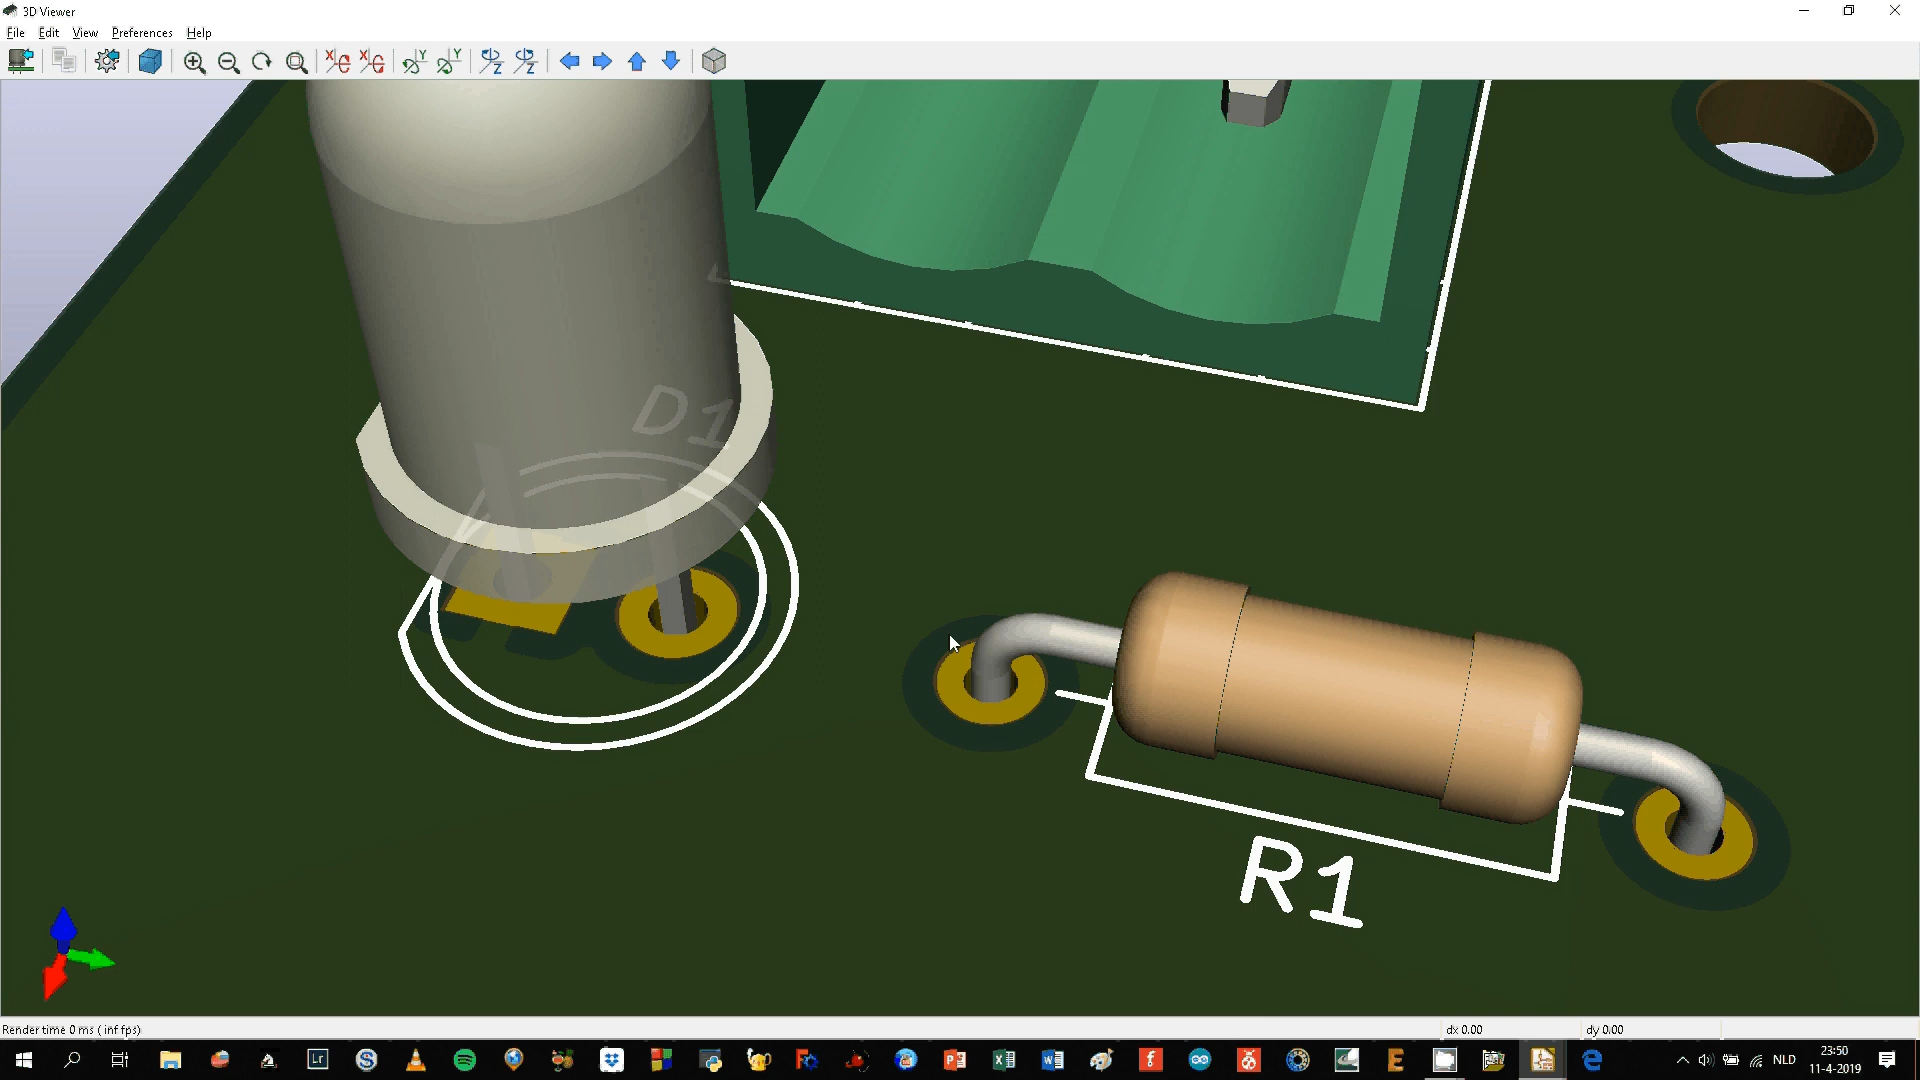 3D Viewer
File Edit View Preferences Help
D1
R1
Render time 0 ms ( inf fps)
dx 0.00
dy 0.00
Lr
NLD
23:50
11-4-2019